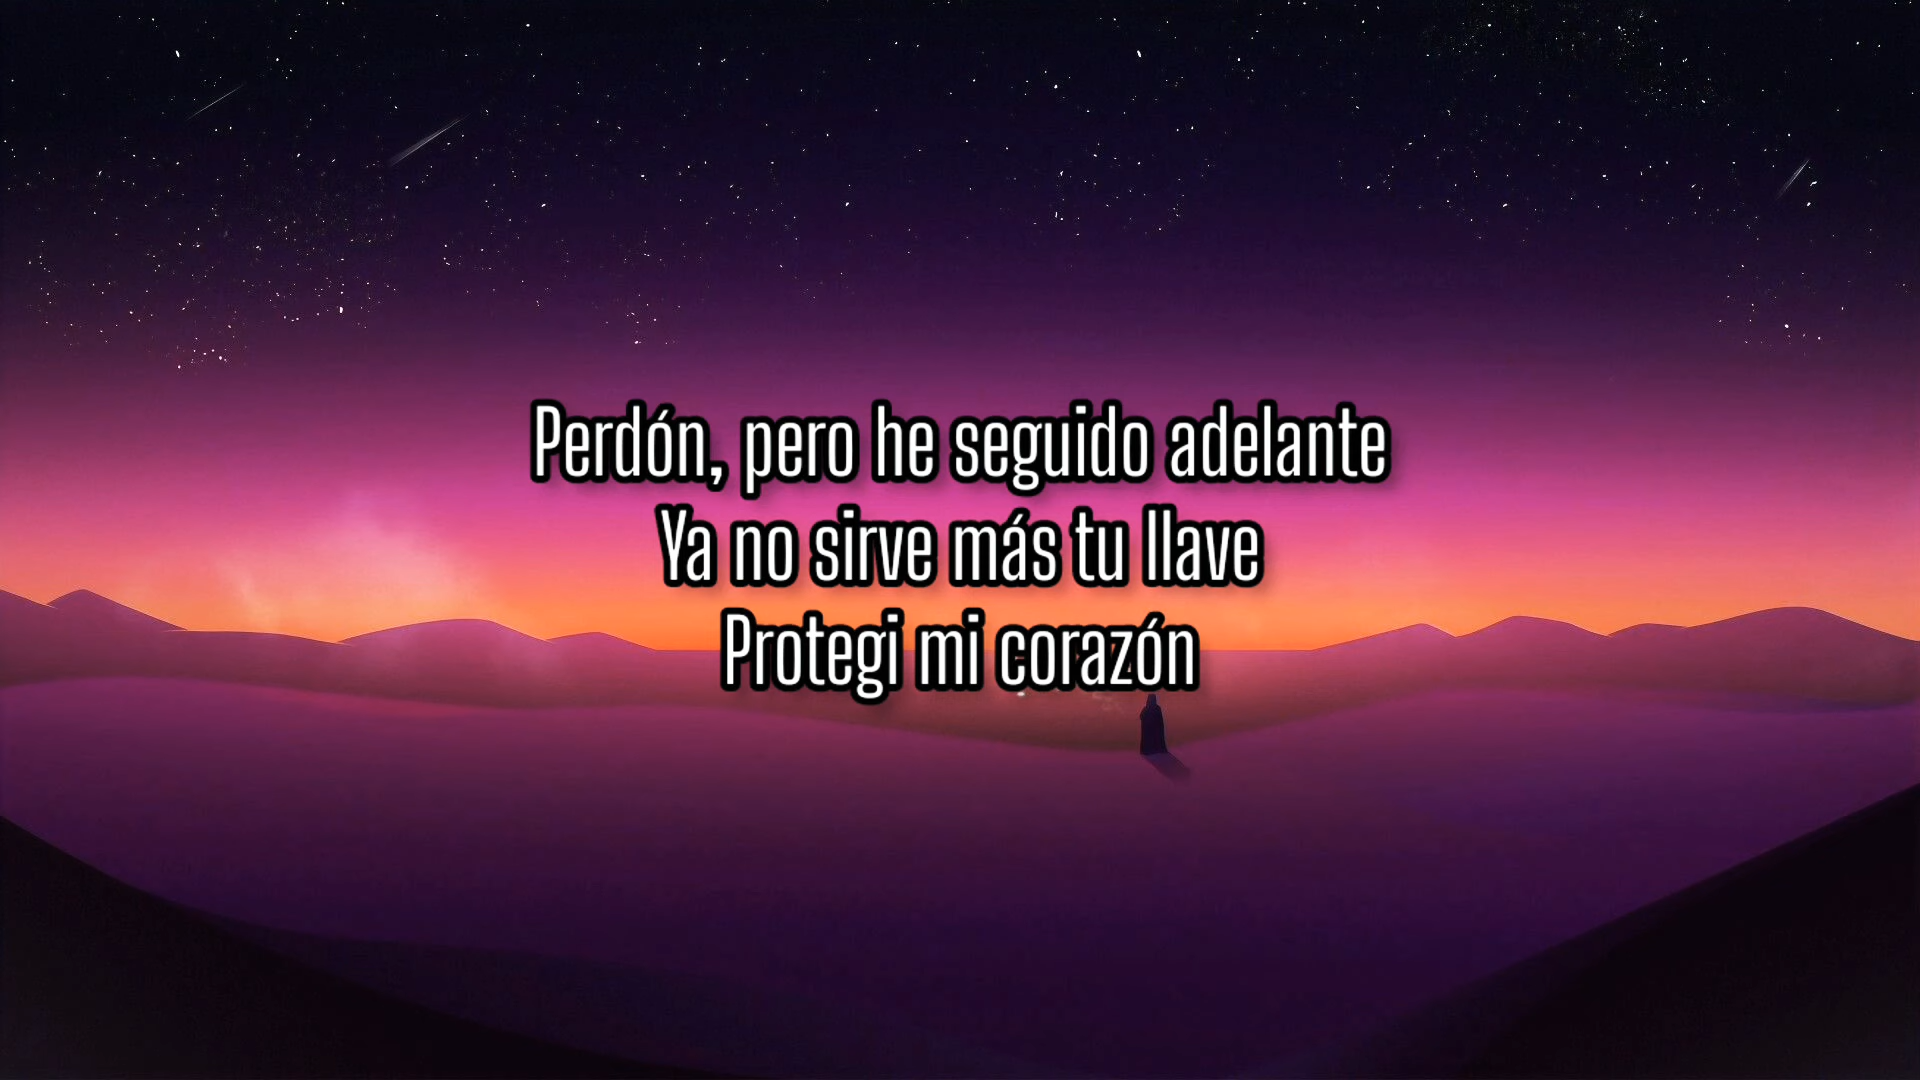 Perdón, pero he seguido adelante
Ya no sirve más tu llave
Protegi mi corazón